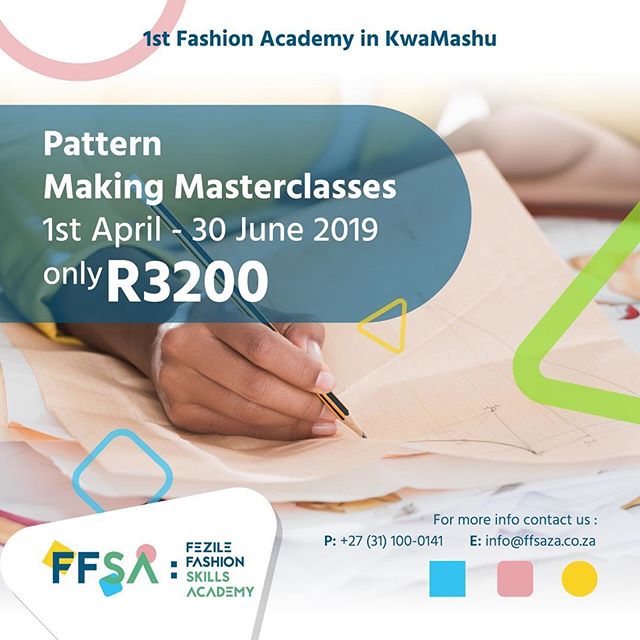 1st Fashion Academy in KwaMashu
Pattern
Making Masterclasses
1st April - 30 June 2019
only R3200
For more info contact us :
P: +27 (31) 100-0141 E: info@ffsaza.co.za
FFSA :
FEZILE
FASHION
SKILLS
ACADEMY